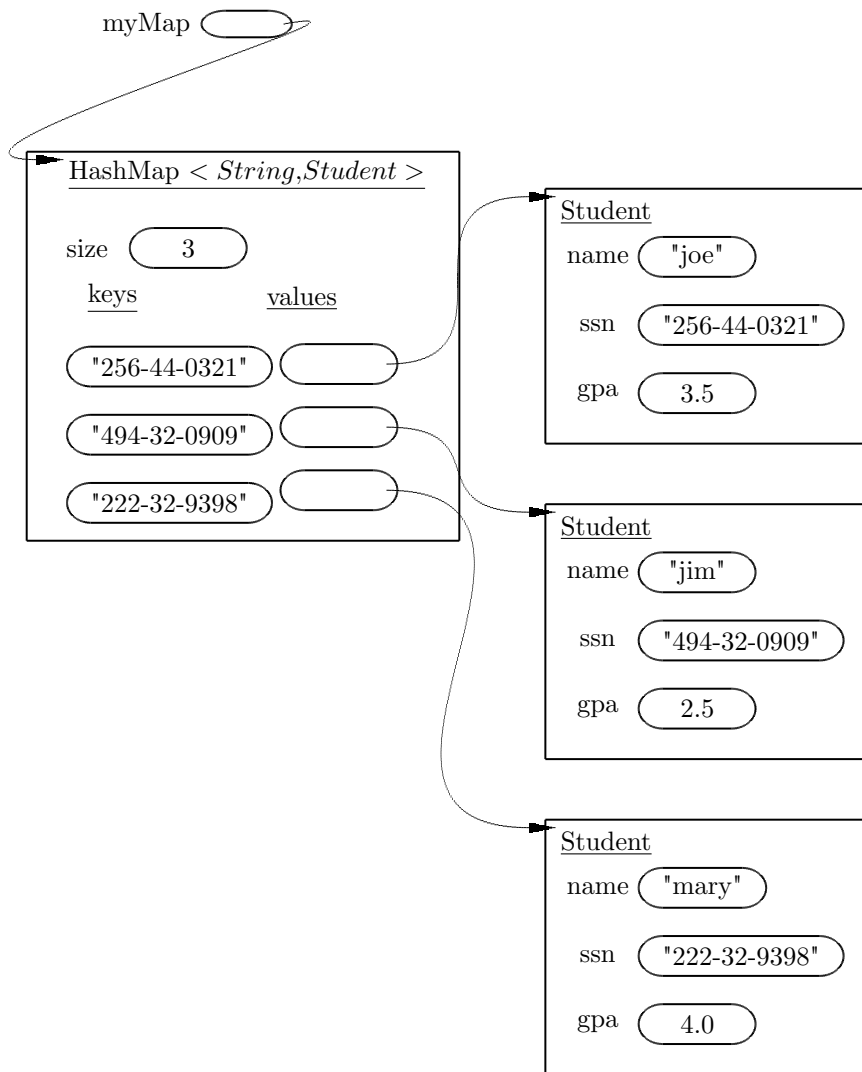 myMap
HashMap < String,Student >
size 3
keys values
"256-44-0321"
"494-32-0909"
"222-32-9398"
Student
name "joe"
ssn "256-44-0321"
gpa 3.5
Student
name "jim"
ssn "494-32-0909"
gpa 2.5
Student
name "mary"
ssn "222-32-9398"
gpa 4.0